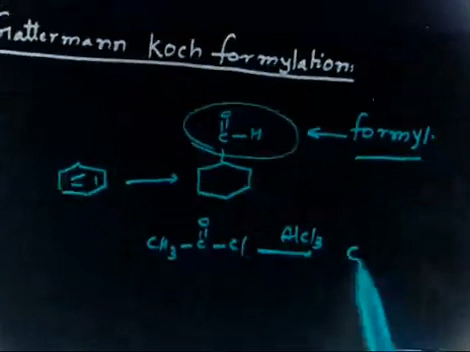 Gattermann Koch formylation:
O
||
C–H ← formyl.
→
O
||
CH₃–C–Cl AlCl₃→ C